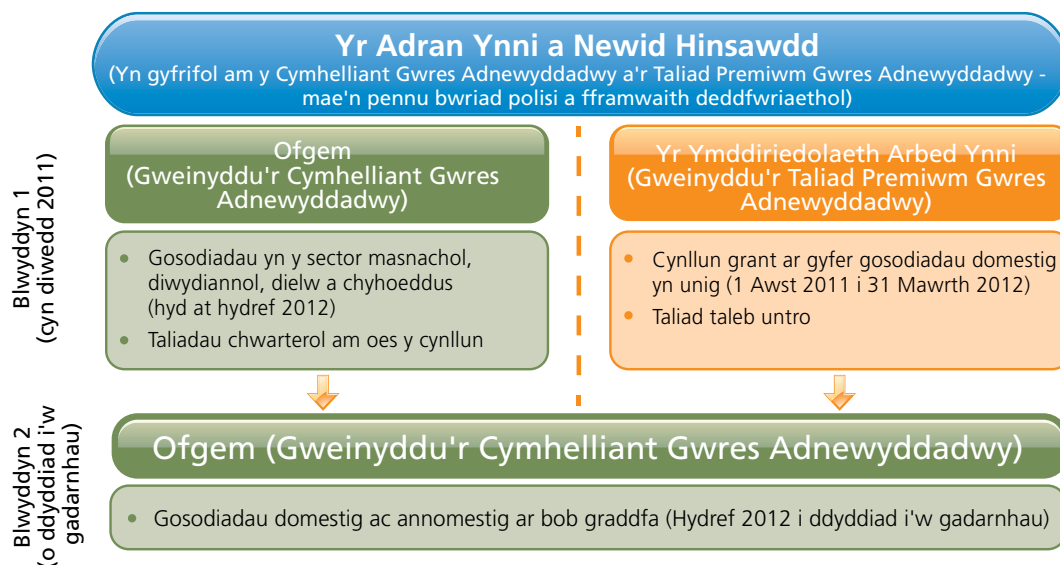 Yr Adran Ynni a Newid Hinsawdd
(Yn gyfrifol am y Cymhelliant Gwres Adnewyddadwy a'r Taliad Premiwm Gwres Adnewyddadwy -
mae'n pennu bwriad polisi a fframwaith deddfwriaethol)
Blwyddyn 1
(cyn diwedd 2011)
Ofgem
(Gweinyddu'r Cymhelliant Gwres
Adnewyddadwy)
• Gosodiadau yn y sector masnachol,
diwydiannol, dielw a chyhoeddus
(hyd at hydref 2012)
• Taliadau chwarterol am oes y cynllun
Yr Ymddiriedolaeth Arbed Ynni
(Gweinyddu'r Taliad Premiwm Gwres
Adnewyddadwy)
• Cynllun grant ar gyfer gosodiadau domestig
yn unig (1 Awst 2011 i 31 Mawrth 2012)
• Taliad taleb untro
Blwyddyn 2
(o ddyddiad i'w
gadarnhau)
Ofgem (Gweinyddu'r Cymhelliant Gwres Adnewyddadwy)
• Gosodiadau domestig ac annomestig ar bob graddfa (Hydref 2012 i ddyddiad i'w gadarnhau)